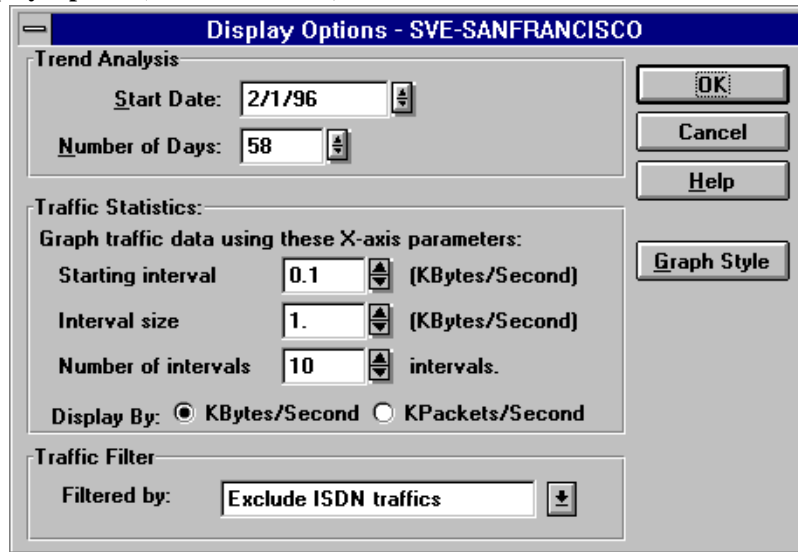 Display Options - SVE-SANFRANCISCO
Trend Analysis
Start Date: 2/1/96
Number of Days: 58
OK
Cancel
Help
Graph Style
Traffic Statistics:
Graph traffic data using these X-axis parameters:
Starting interval 0.1 (KBytes/Second)
Interval size 1. (KBytes/Second)
Number of intervals 10 intervals.
Display By: KBytes/Second KPackets/Second
Traffic Filter
Filtered by: Exclude ISDN traffics